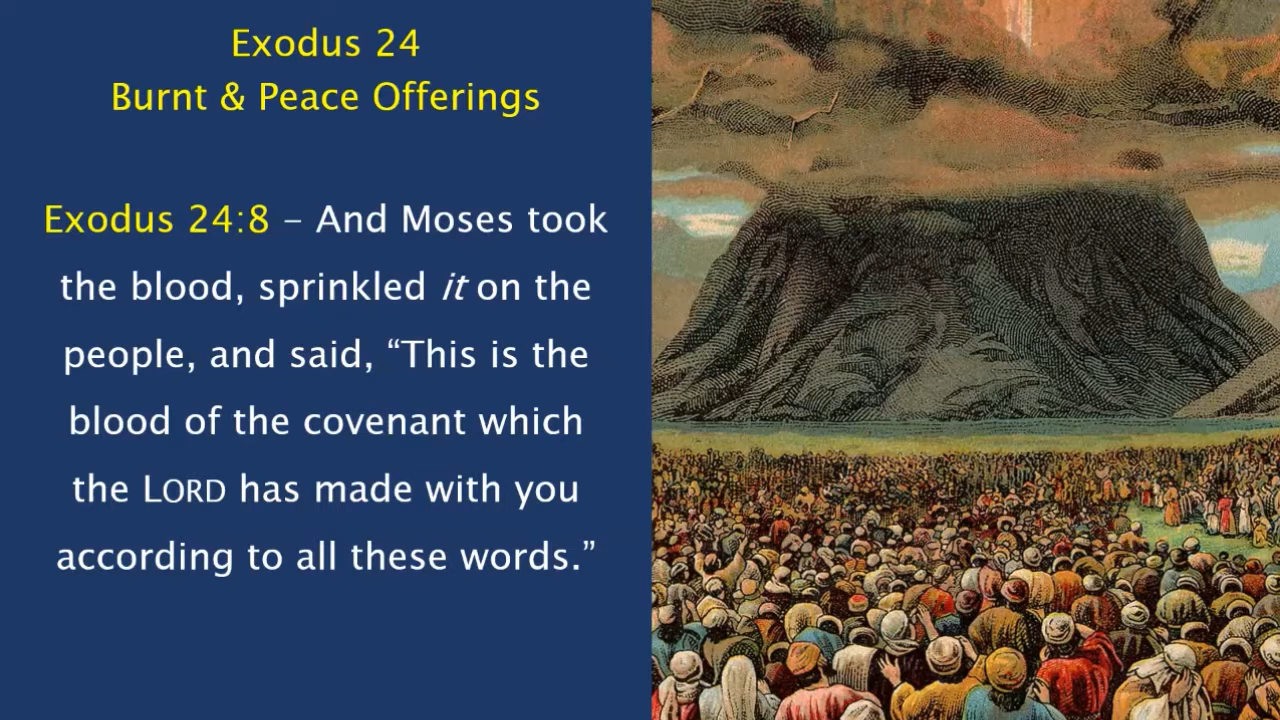 Exodus 24
Burnt & Peace Offerings
Exodus 24:8 – And Moses took
the blood, sprinkled it on the
people, and said, “This is the
blood of the covenant which
the LORD has made with you
according to all these words.”